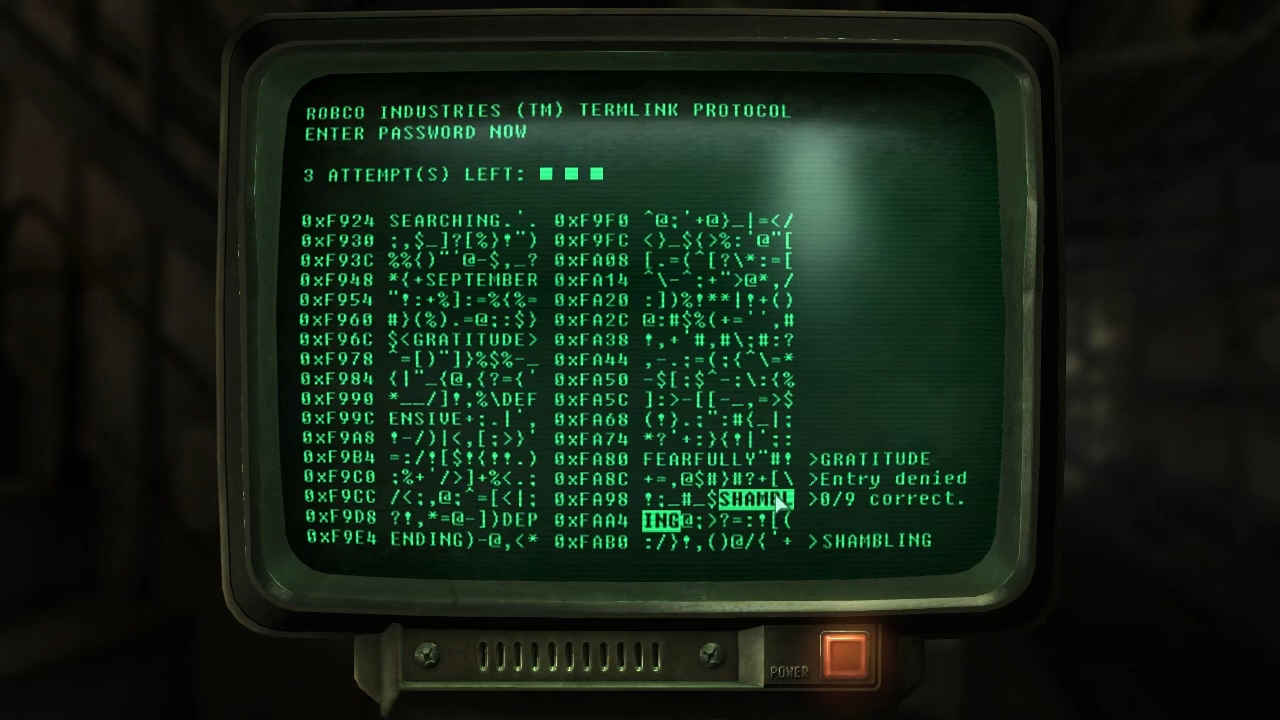 ROBCO INDUSTRIES (TM) TERMLINK PROTOCOL
ENTER PASSWORD NOW
3 ATTEMPT(S) LEFT: ■ ■ ■
0xF924 SEARCHING.'. 0xF9F0 ^@;'+@}_|=</
0xF930 :,$_]?[%}!") 0xF9FC <}_${>%:'@"[
0xF93C %%{)"'@-$,_? 0xFA08 [.=(^[?\*:=[
0xF948 *{+SEPTEMBER 0xFA14 ^\-^;+">@*,/
0xF954 "!:+%]:=%{%= 0xFA20 :])%!**|!+()
0xF960 #}(%).=@;:$} 0xFA2C @:#$%(+='',#
0xF96C $<GRATITUDE> 0xFA38 !,+'#,#\;#:?
0xF978 ^=[)"]}%$%-_ 0xFA44 ,-.:=(;{^\=*
0xF984 {|"_{@,{?={' 0xFA50 -$[:$^-;\:{%
0xF990 *__/]!,%\DEF 0xFA5C ]:>-[[-_,=>$
0xF99C ENSIVE+;.|', 0xFA68 (!}.:":#{_|;
0xF9A8 !-/)|<,[;>}' 0xFA74 *?'+:}{!|';:
0xF9B4 =:/![$!{!!.) 0xFA80 FEARFULLY"#! >GRATITUDE
0xF9C0 ;%+'/>]+%<.; 0xFA8C +=,@$#}#?+[\ >Entry denied
0xF9CC /<;,@;^=[<|; 0xFA98 !;_#_$SHAMBL >0/9 correct.
0xF9D8 ?!,*=@-])DEP 0xFAA4 ING@;>?=:![(
0xF9E4 ENDING)-@,<* 0xFAB0 :/}!,()@/{'+ >SHAMBLING
POWER